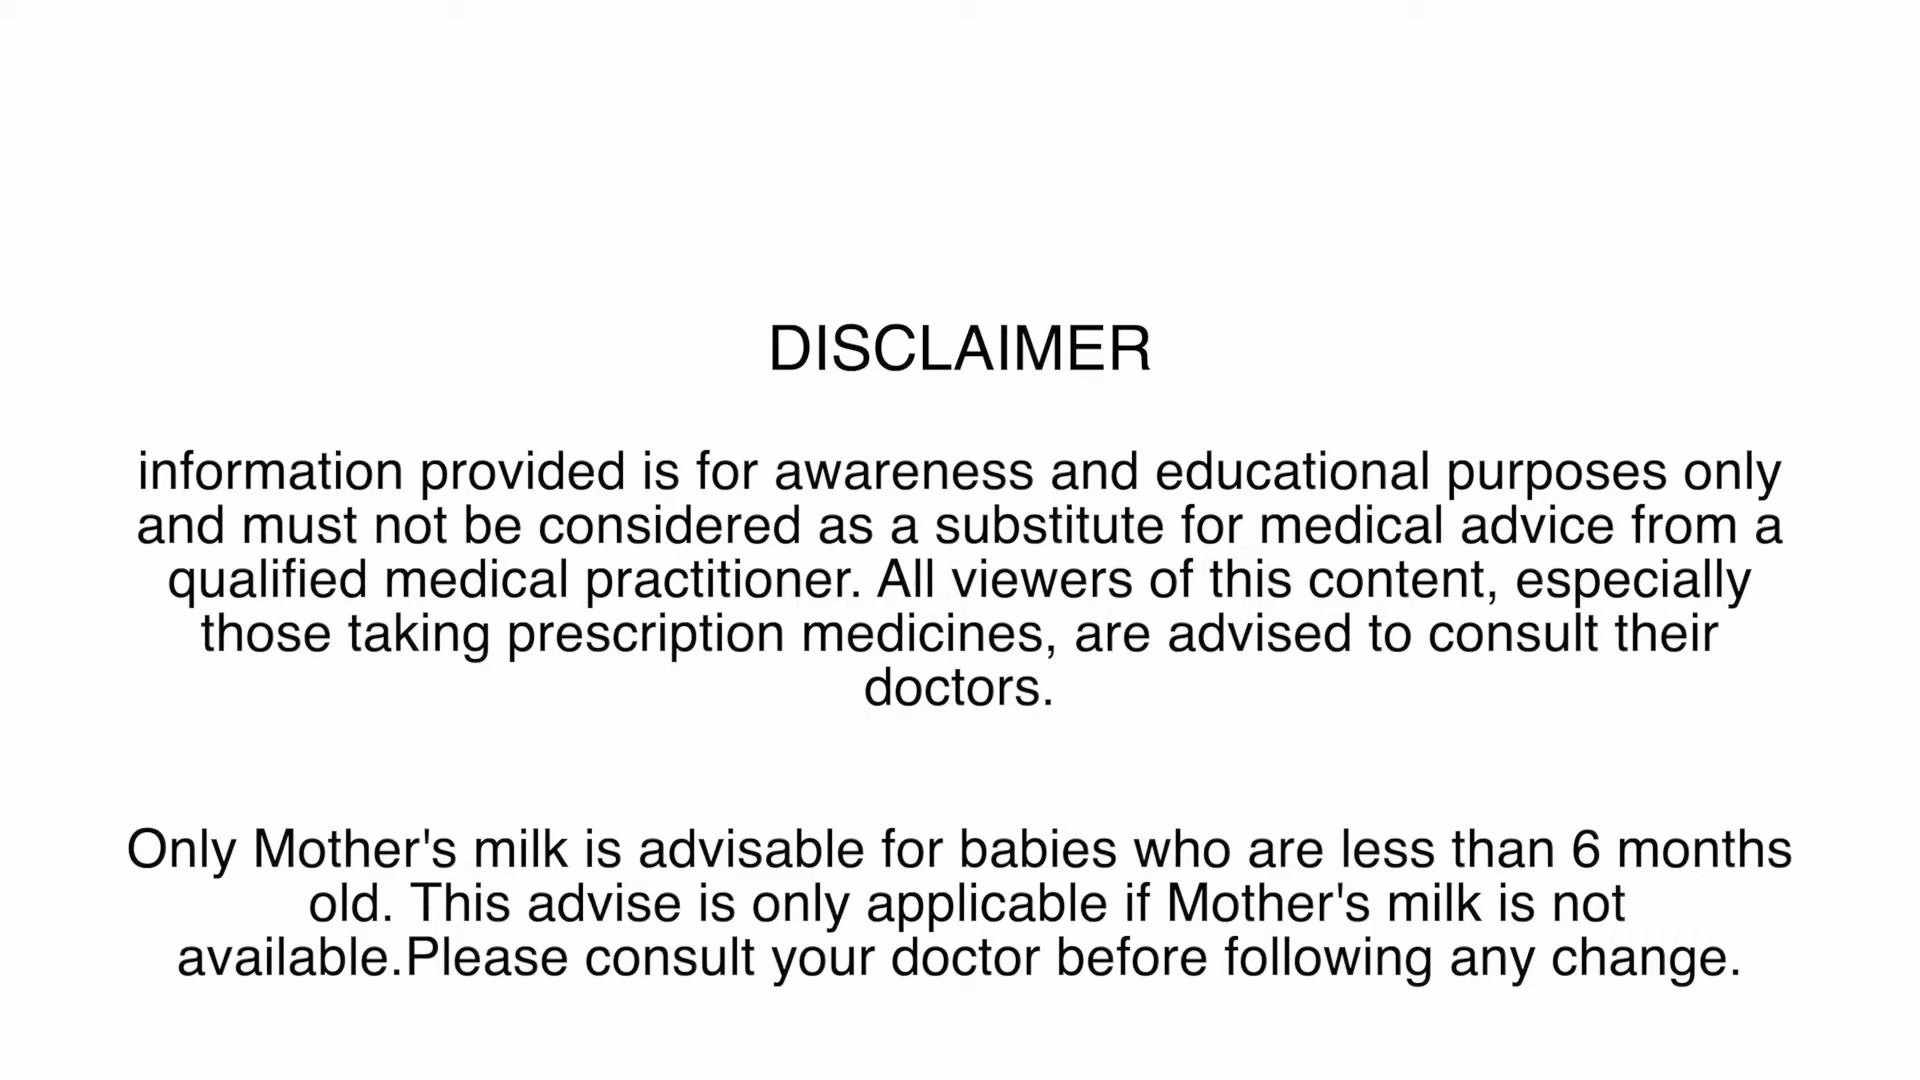 DISCLAIMER
information provided is for awareness and educational purposes only
and must not be considered as a substitute for medical advice from a
qualified medical practitioner. All viewers of this content, especially
those taking prescription medicines, are advised to consult their
doctors.
Only Mother's milk is advisable for babies who are less than 6 months
old. This advise is only applicable if Mother's milk is not
available.Please consult your doctor before following any change.